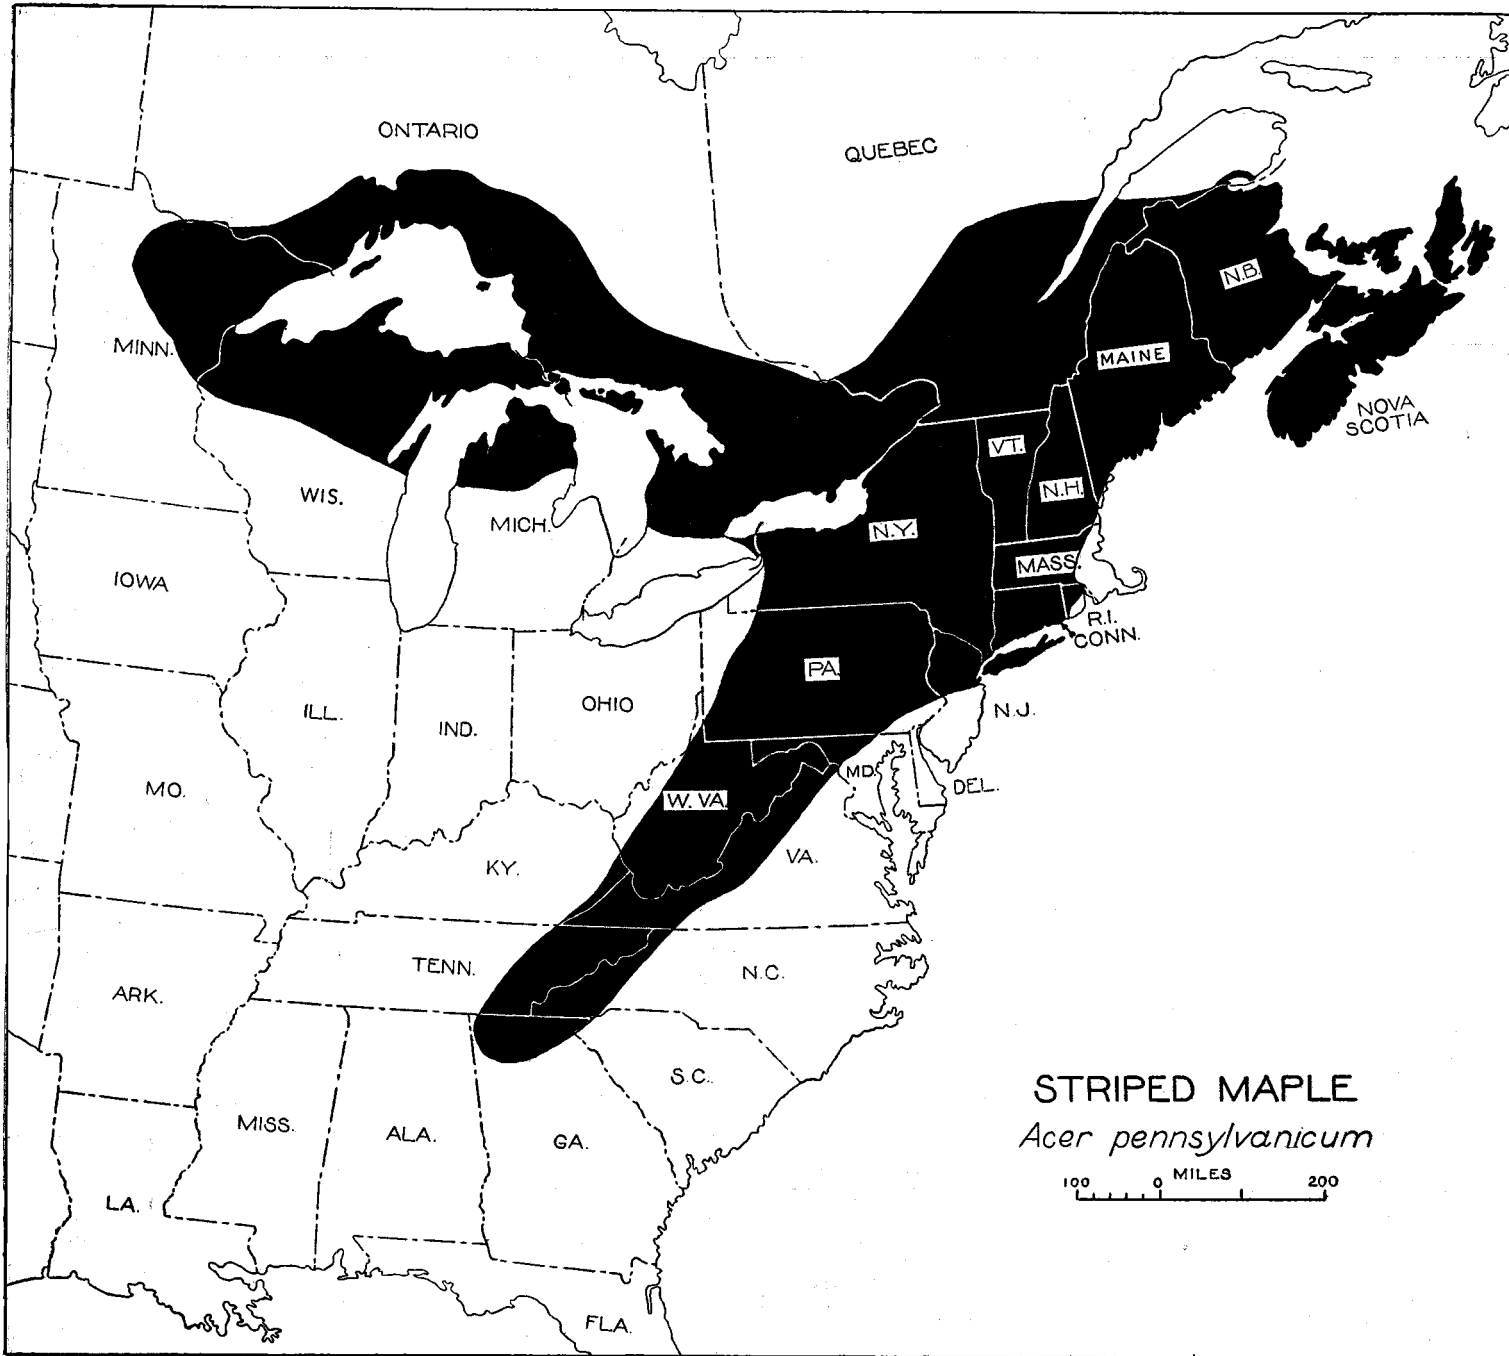 ONTARIO
QUEBEC
N.B.
MINN.
MAINE
NOVA
SCOTIA
VT.
WIS.
N.H.
MICH.
N.Y.
MASS.
IOWA
R.I.
CONN.
PA.
OHIO
ILL.
IND.
N.J.
MO.
W. VA.
MD.
DEL.
KY.
VA.
TENN.
N.C.
ARK.
S.C.
MISS.
ALA.
GA.
LA.
FLA.
STRIPED MAPLE
Acer pennsylvanicum
100 0 MILES 200